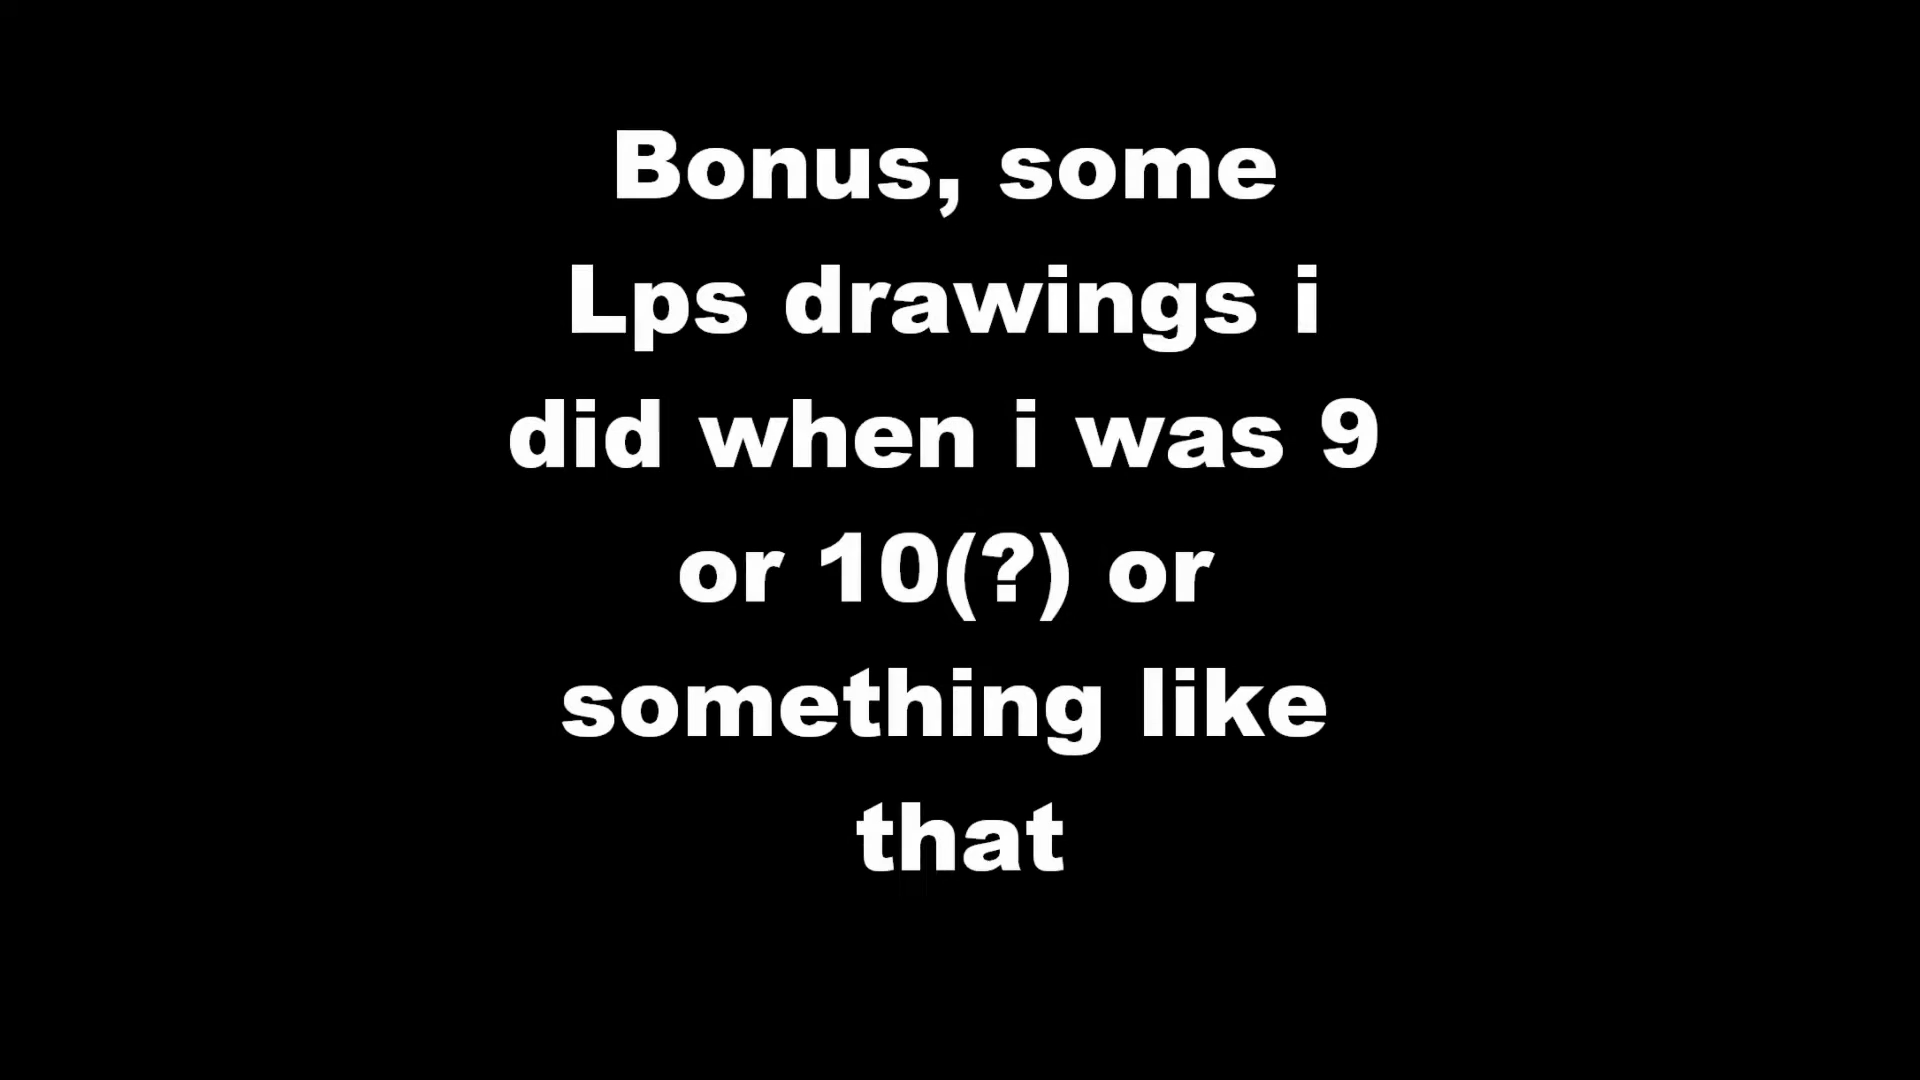 Bonus, some
Lps drawings i
did when i was 9
or 10(?) or
something like
that